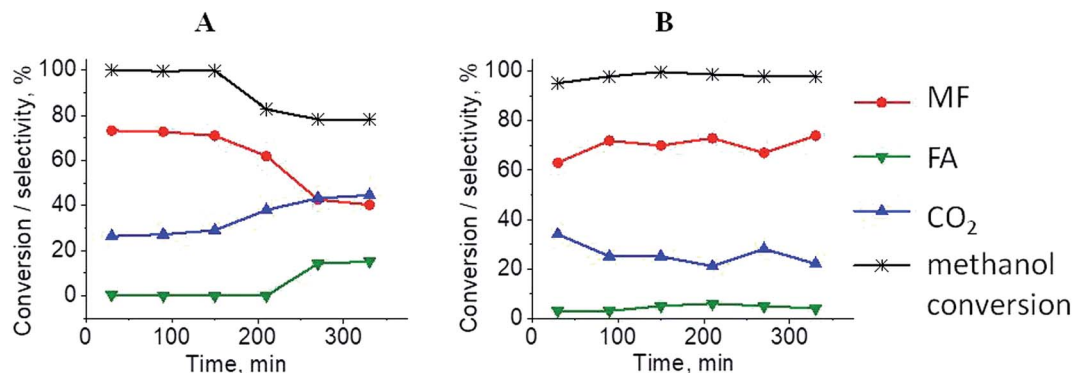 A
B
Conversion / selectivity, %
100
80
60
40
20
0
0
100
200
300
Time, min
Conversion / selectivity, %
100
80
60
40
20
0
0
100
200
300
Time, min
MF
FA
CO₂
methanol
conversion